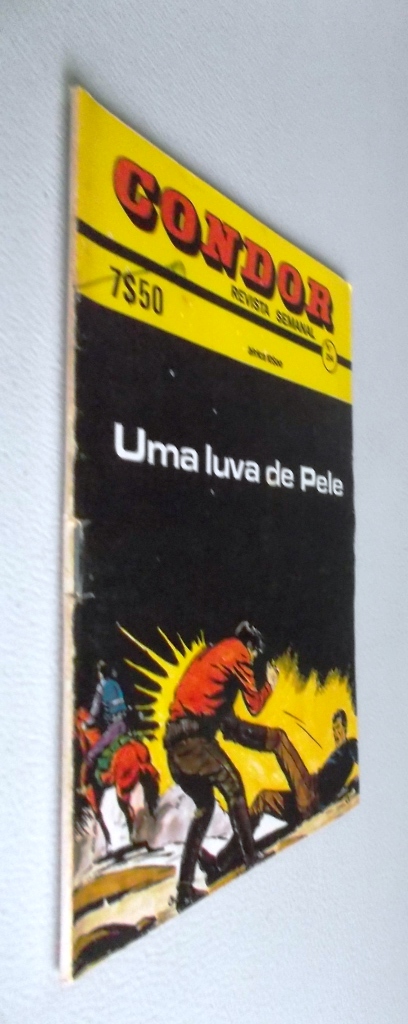 CONDOR
REVISTA SEMANAL
7$50
Uma luva de Pele